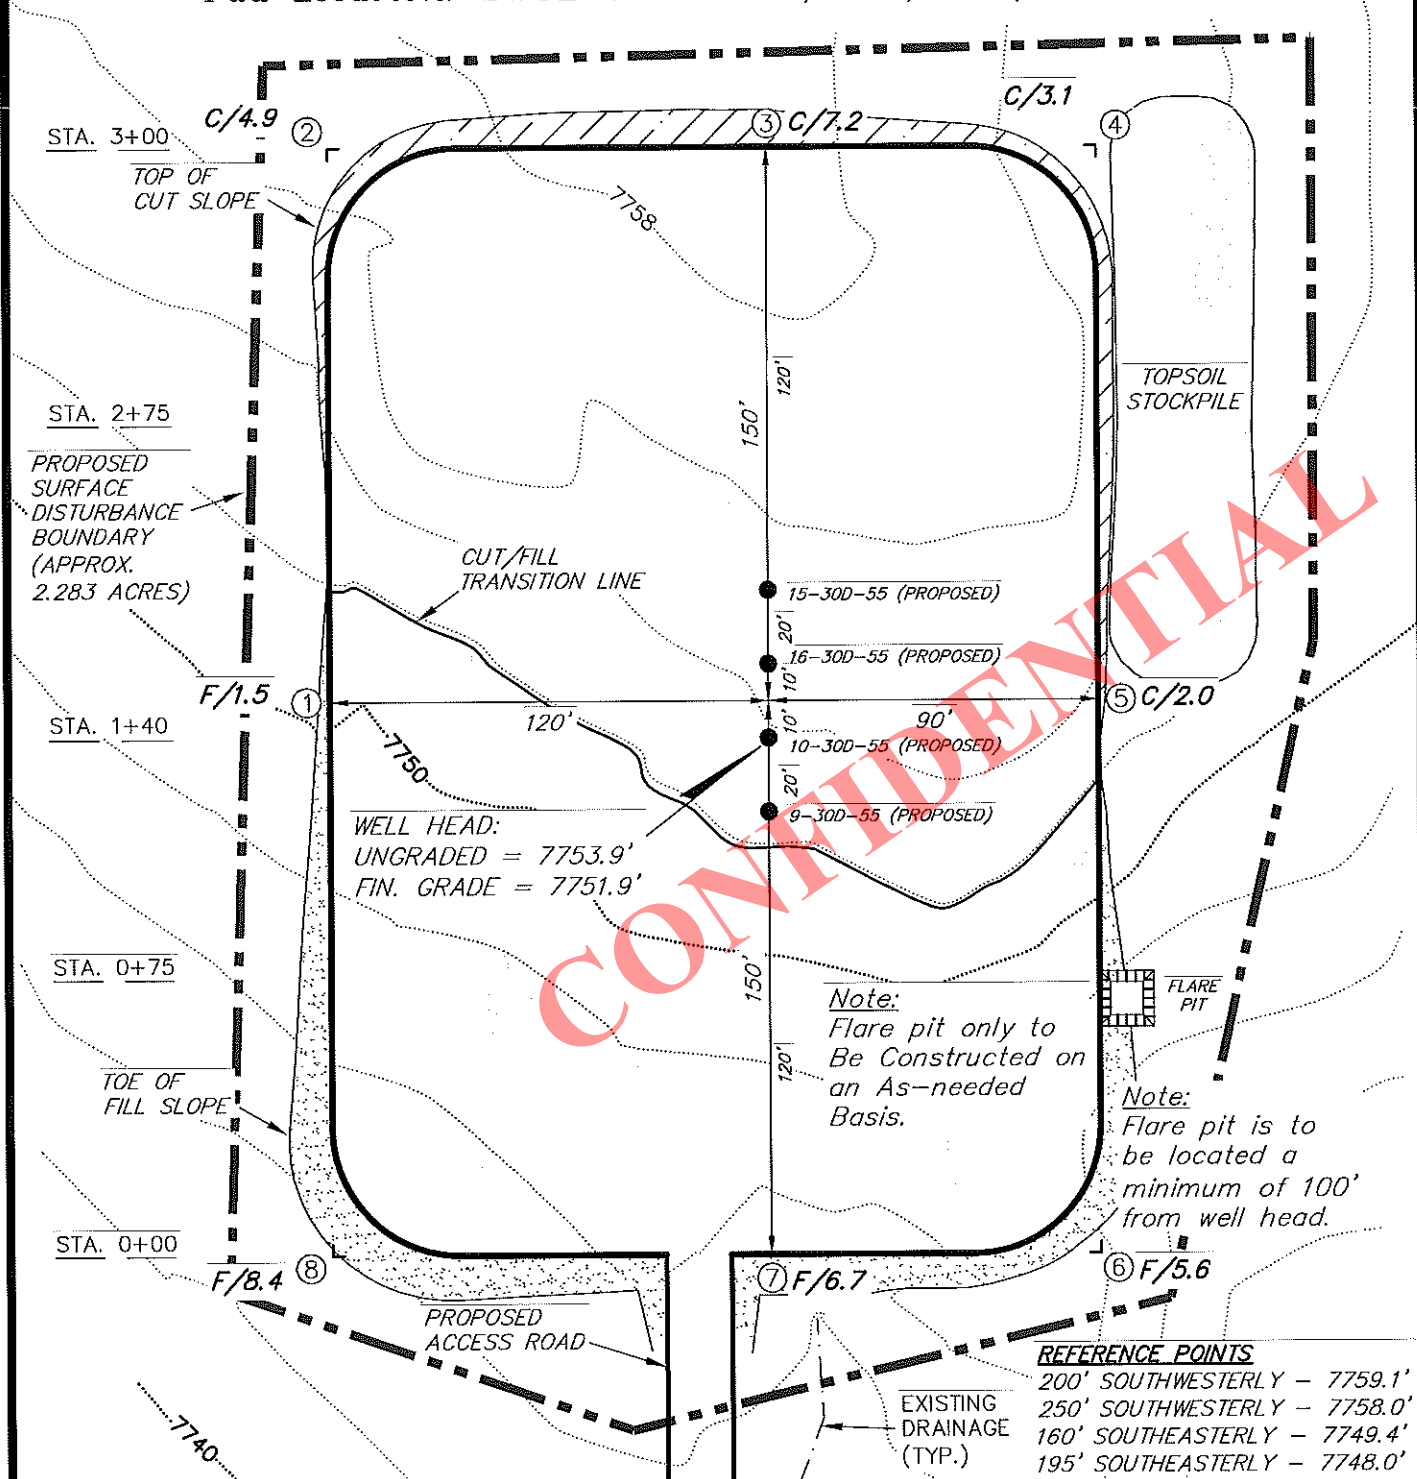 C/4.9
②
③ C/7.2
C/3.1
④
STA. 3+00
TOP OF
CUT SLOPE
7758
120'
150'
TOPSOIL
STOCKPILE
STA. 2+75
PROPOSED
SURFACE
DISTURBANCE
BOUNDARY
(APPROX.
2.283 ACRES)
CUT/FILL
TRANSITION LINE
15-30D-55 (PROPOSED)
20'
16-30D-55 (PROPOSED)
10'
F/1.5
①
⑤ C/2.0
120'
90'
STA. 1+40
10'
10-30D-55 (PROPOSED)
7750
20'
9-30D-55 (PROPOSED)
WELL HEAD:
UNGRADED = 7753.9'
FIN. GRADE = 7751.9'
CONFIDENTIAL
STA. 0+75
150'
120'
Note:
Flare pit only to
Be Constructed on
an As-needed
Basis.
FLARE
PIT
TOE OF
FILL SLOPE
Note:
Flare pit is to
be located a
minimum of 100'
from well head.
STA. 0+00
F/8.4
⑧
⑦ F/6.7
⑥ F/5.6
PROPOSED
ACCESS ROAD
7740
EXISTING
DRAINAGE
(TYP.)
REFERENCE POINTS
200' SOUTHWESTERLY - 7759.1'
250' SOUTHWESTERLY - 7758.0'
160' SOUTHEASTERLY - 7749.4'
195' SOUTHEASTERLY - 7748.0'